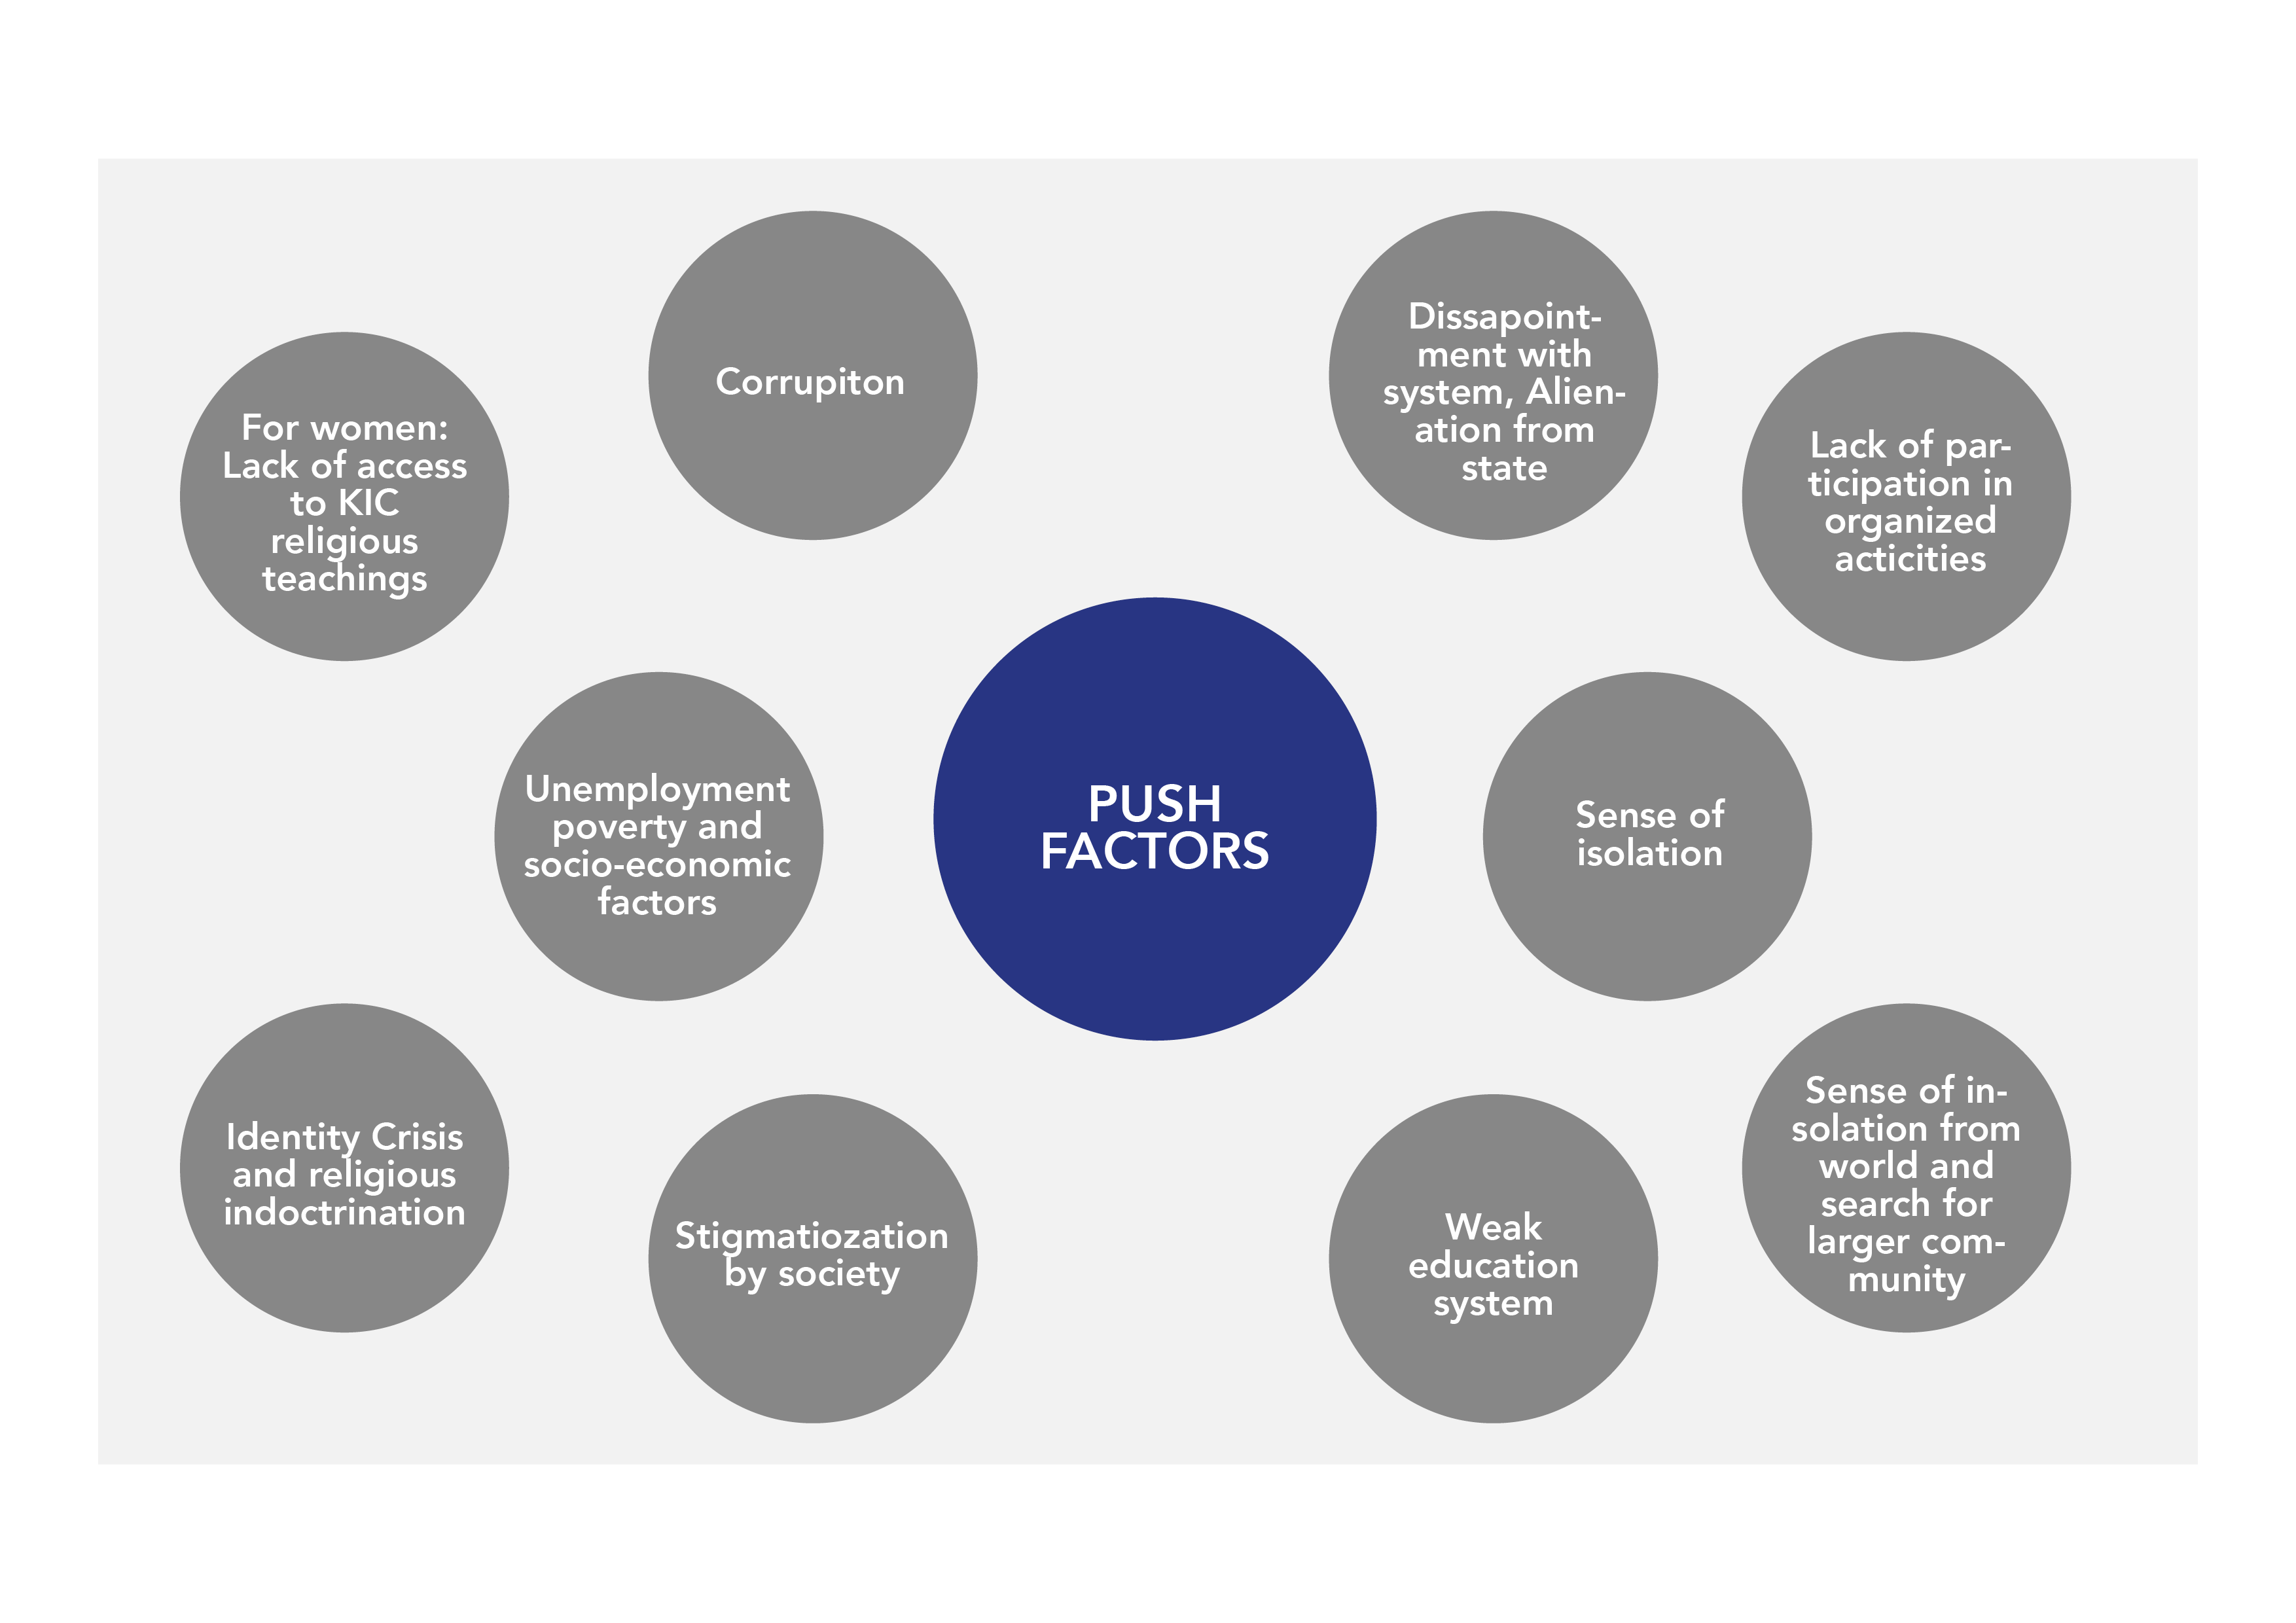 For women:
Lack of access
to KIC
religious
teachings
Corrupiton
Dissapoint-
ment with
system, Alien-
ation from
state
Lack of par-
ticipation in
organized
acticities
Unemployment
poverty and
socio-economic
factors
PUSH
FACTORS
Sense of
isolation
Identity Crisis
and religious
indoctrination
Stigmatiozation
by society
Weak
education
system
Sense of in-
solation from
world and
search for
larger com-
munity